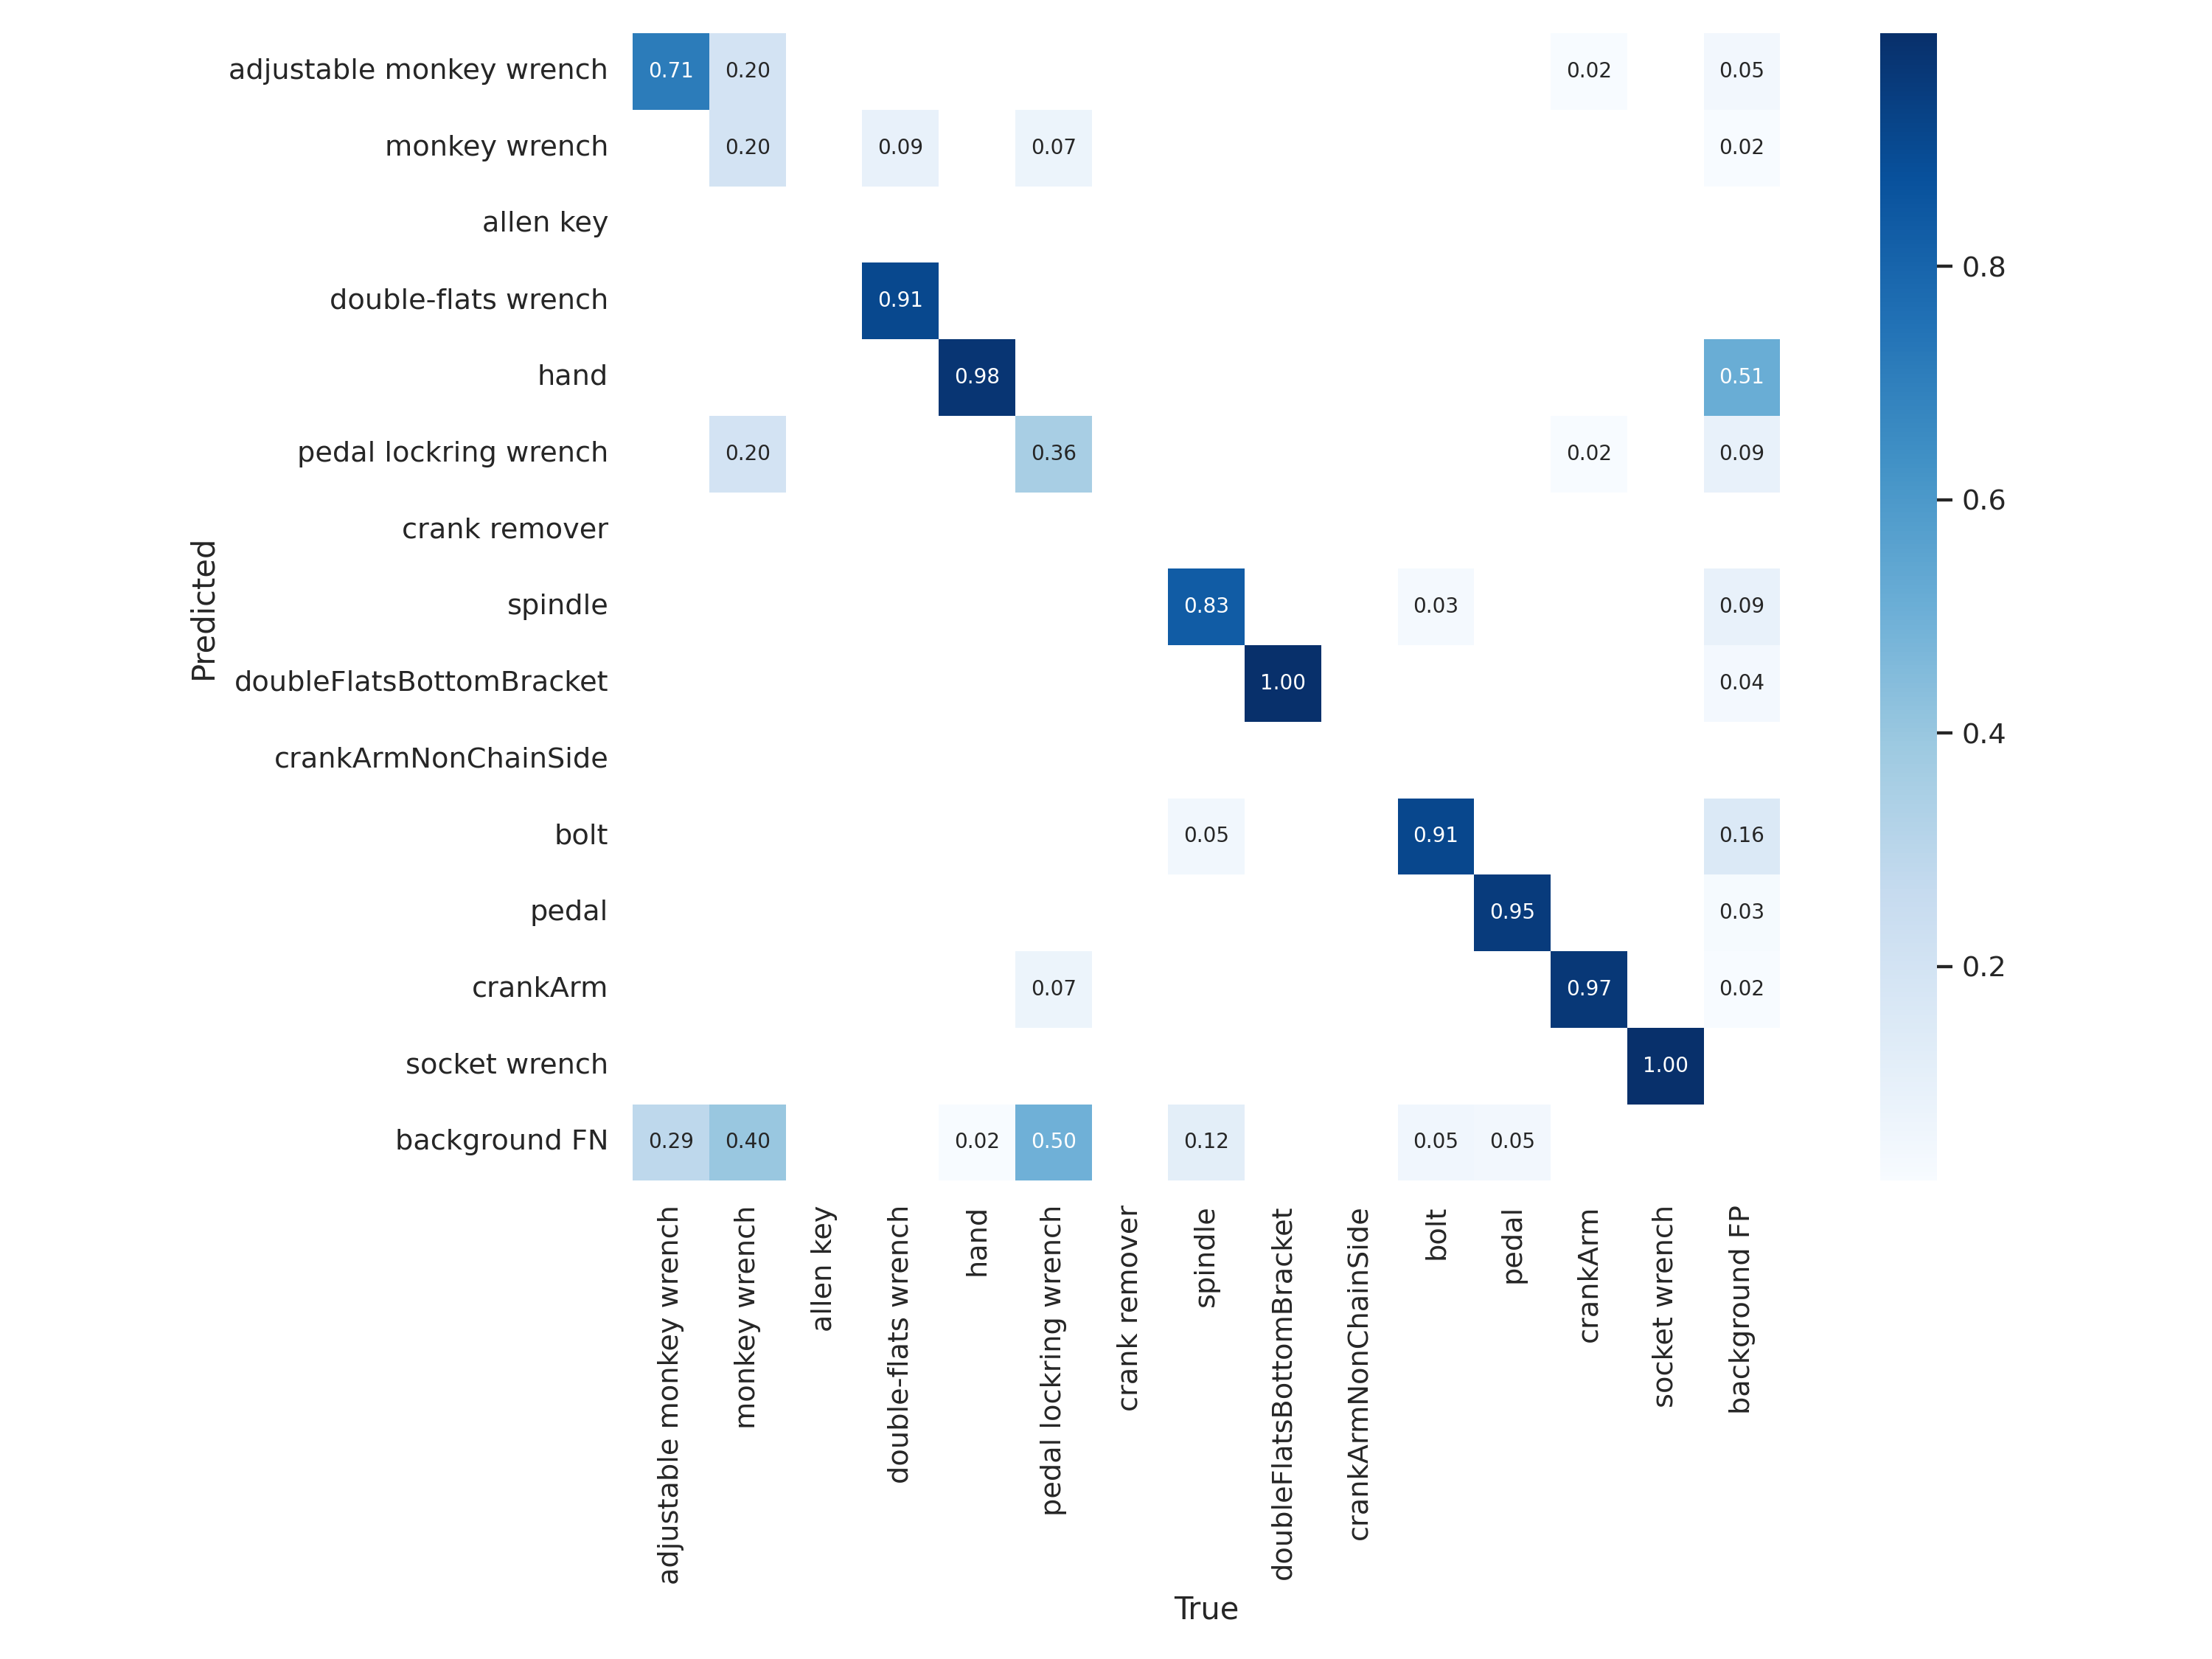 adjustable monkey wrench 0.71 0.20 0.02 0.05
monkey wrench 0.20 0.09 0.07 0.02
allen key
double-flats wrench 0.91
hand 0.98 0.51
pedal lockring wrench 0.20 0.36 0.02 0.09
crank remover
spindle 0.83 0.03 0.09
doubleFlatsBottomBracket 1.00 0.04
crankArmNonChainSide
bolt 0.05 0.91 0.16
pedal 0.95 0.03
crankArm 0.07 0.97 0.02
socket wrench 1.00
background FN 0.29 0.40 0.02 0.50 0.12 0.05 0.05
Predicted
adjustable monkey wrench
monkey wrench
allen key
double-flats wrench
hand
pedal lockring wrench
crank remover
spindle
doubleFlatsBottomBracket
crankArmNonChainSide
bolt
pedal
crankArm
socket wrench
background FP
True
0.8
0.6
0.4
0.2